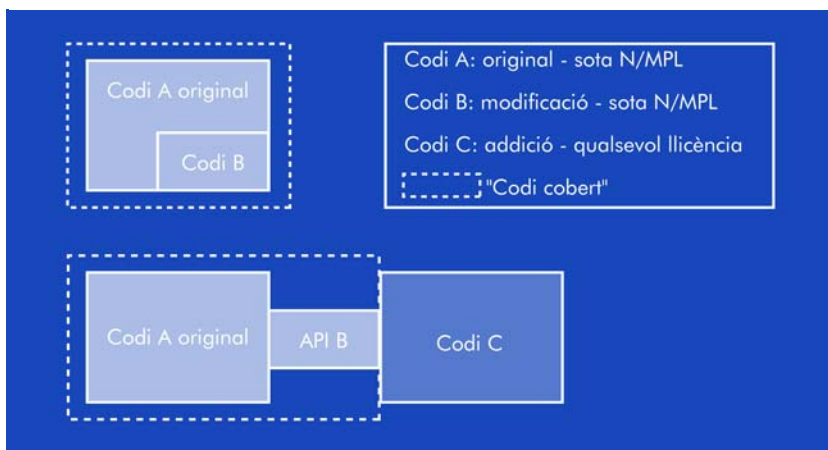 Codi A original
Codi B
Codi A: original - sota N/MPL
Codi B: modificació - sota N/MPL
Codi C: addició - qualsevol llicència
"Codi cobert"
Codi A original
API B
Codi C